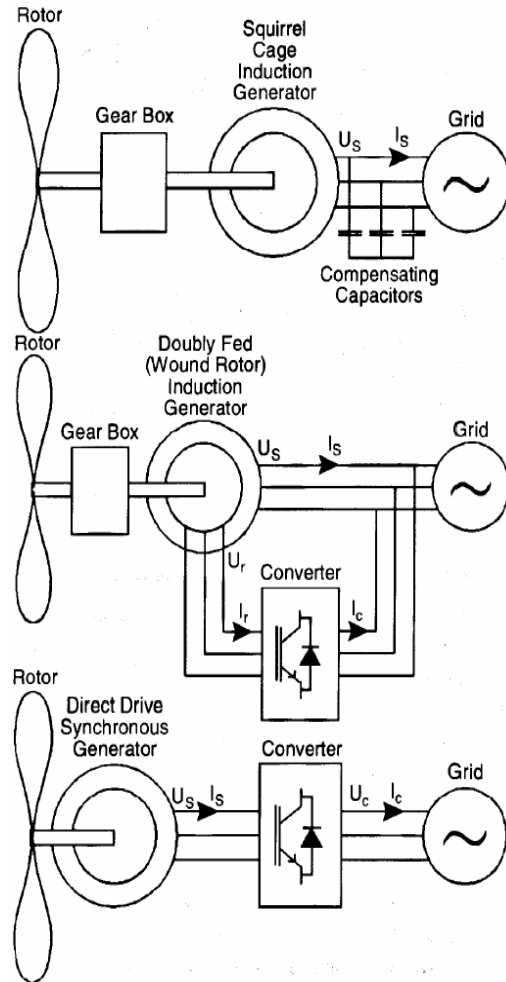 Rotor
Squirrel
Cage
Induction
Generator
Gear Box
Grid
U_S
I_S
Compensating
Capacitors
Rotor
Doubly Fed
(Wound Rotor)
Induction
Generator
Gear Box
U_S
I_S
Grid
U_r
Converter
I_r
I_c
Rotor
Direct Drive
Synchronous
Generator
Converter
Grid
U_S
I_S
U_c
I_c